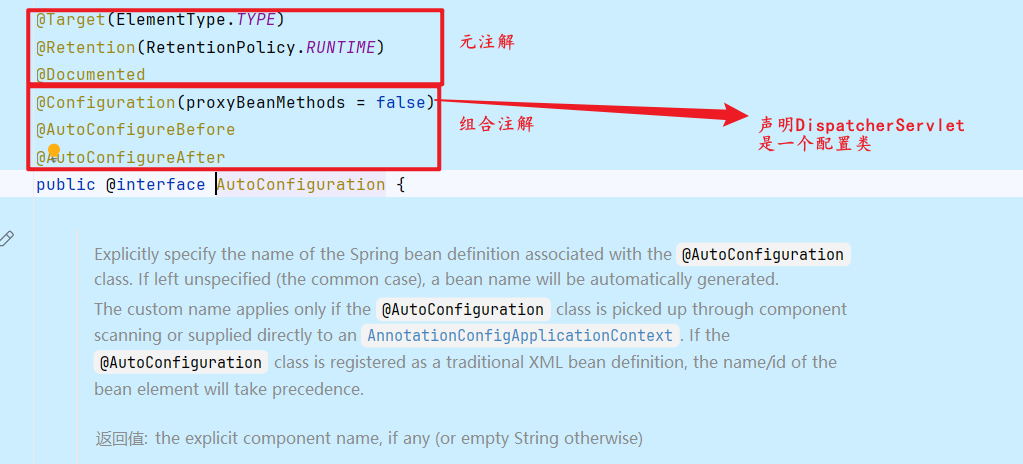 @Target(ElementType.TYPE)
@Retention(RetentionPolicy.RUNTIME)
@Documented
元注解
@Configuration(proxyBeanMethods = false)
@AutoConfigureBefore
@AutoConfigureAfter
组合注解
声明DispatcherServlet
是一个配置类
public @interface AutoConfiguration {
Explicitly specify the name of the Spring bean definition associated with the @AutoConfiguration
class. If left unspecified (the common case), a bean name will be automatically generated.
The custom name applies only if the @AutoConfiguration class is picked up through component
scanning or supplied directly to an AnnotationConfigApplicationContext. If the
@AutoConfiguration class is registered as a traditional XML bean definition, the name/id of the
bean element will take precedence.
返回值: the explicit component name, if any (or empty String otherwise)